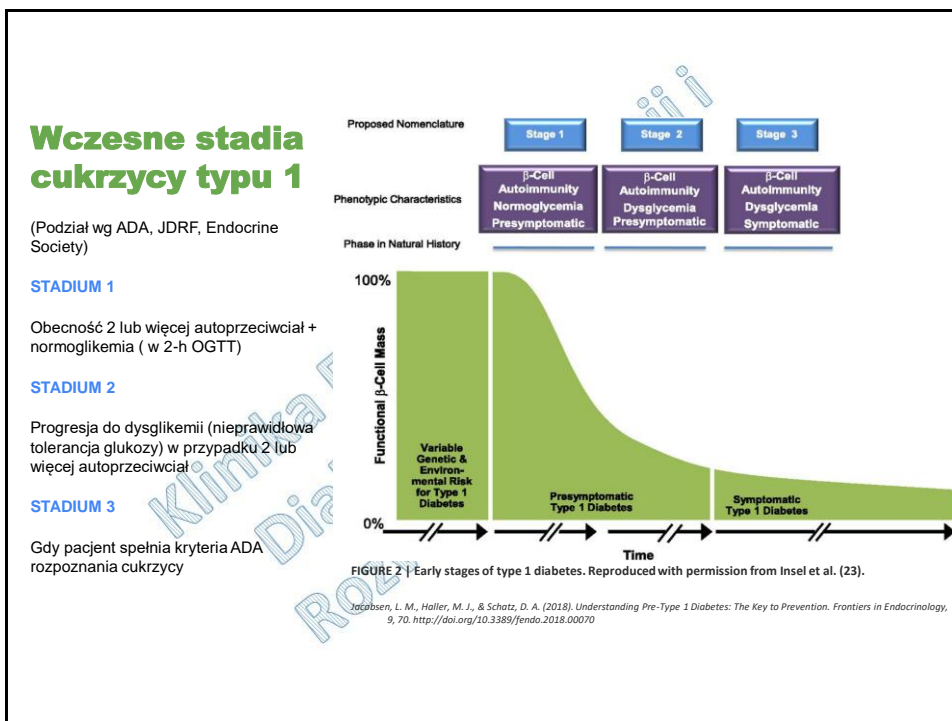 Wczesne stadia
cukrzycy typu 1
(Podział wg ADA, JDRF, Endocrine
Society)
STADIUM 1
Obecność 2 lub więcej autoprzeciwciał +
normoglikemia ( w 2-h OGTT)
STADIUM 2
Progresja do dysglikemii (nieprawidłowa
tolerancja glukozy) w przypadku 2 lub
więcej autoprzeciwciał
STADIUM 3
Gdy pacjent spełnia kryteria ADA
rozpoznania cukrzycy
Proposed Nomenclature
Stage 1
Stage 2
Stage 3
Phenotypic Characteristics
β-Cell
Autoimmunity
Normoglycemia
Presymptomatic
β-Cell
Autoimmunity
Dysglycemia
Presymptomatic
β-Cell
Autoimmunity
Dysglycemia
Symptomatic
Phase in Natural History
100%
Functional β-Cell Mass
0%
Variable
Genetic &
Environ-
mental Risk
for Type 1
Diabetes
Presymptomatic
Type 1 Diabetes
Symptomatic
Type 1 Diabetes
Time
FIGURE 2 | Early stages of type 1 diabetes. Reproduced with permission from Insel et al. (23).
Jacobsen, L. M., Haller, M. J., & Schatz, D. A. (2018). Understanding Pre-Type 1 Diabetes: The Key to Prevention. Frontiers in Endocrinology,
9, 70. http://doi.org/10.3389/fendo.2018.00070
Klinika